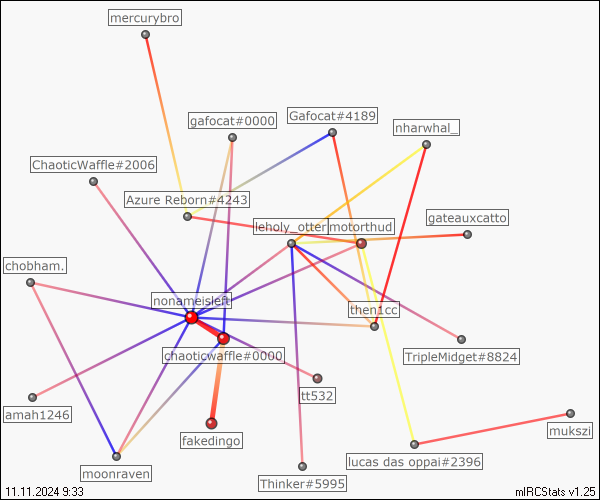 mercurybro
gafocat#0000
Gafocat#4189
nharwhal_
ChaoticWaffle#2006
Azure Reborn#4243
leholy_otter
motorthud
gateauxcatto
chobham.
nonameisleft
then1cc
chaoticwaffle#0000
TripleMidget#8824
tt532
amah1246
fakedingo
mukszi
lucas das oppai#2396
moonraven
Thinker#5995
11.11.2024 9:33
mIRCStats v1.25